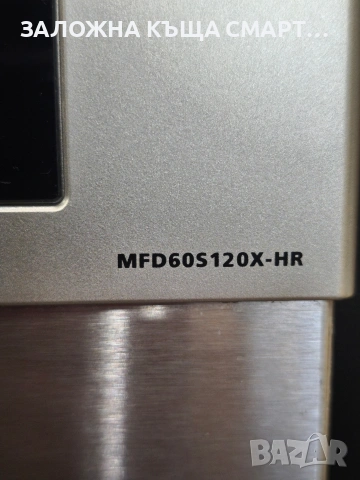 ЗАЛОЖНА КЪЩА СМАРТ...
MFD60S120X-HR
BAZAR